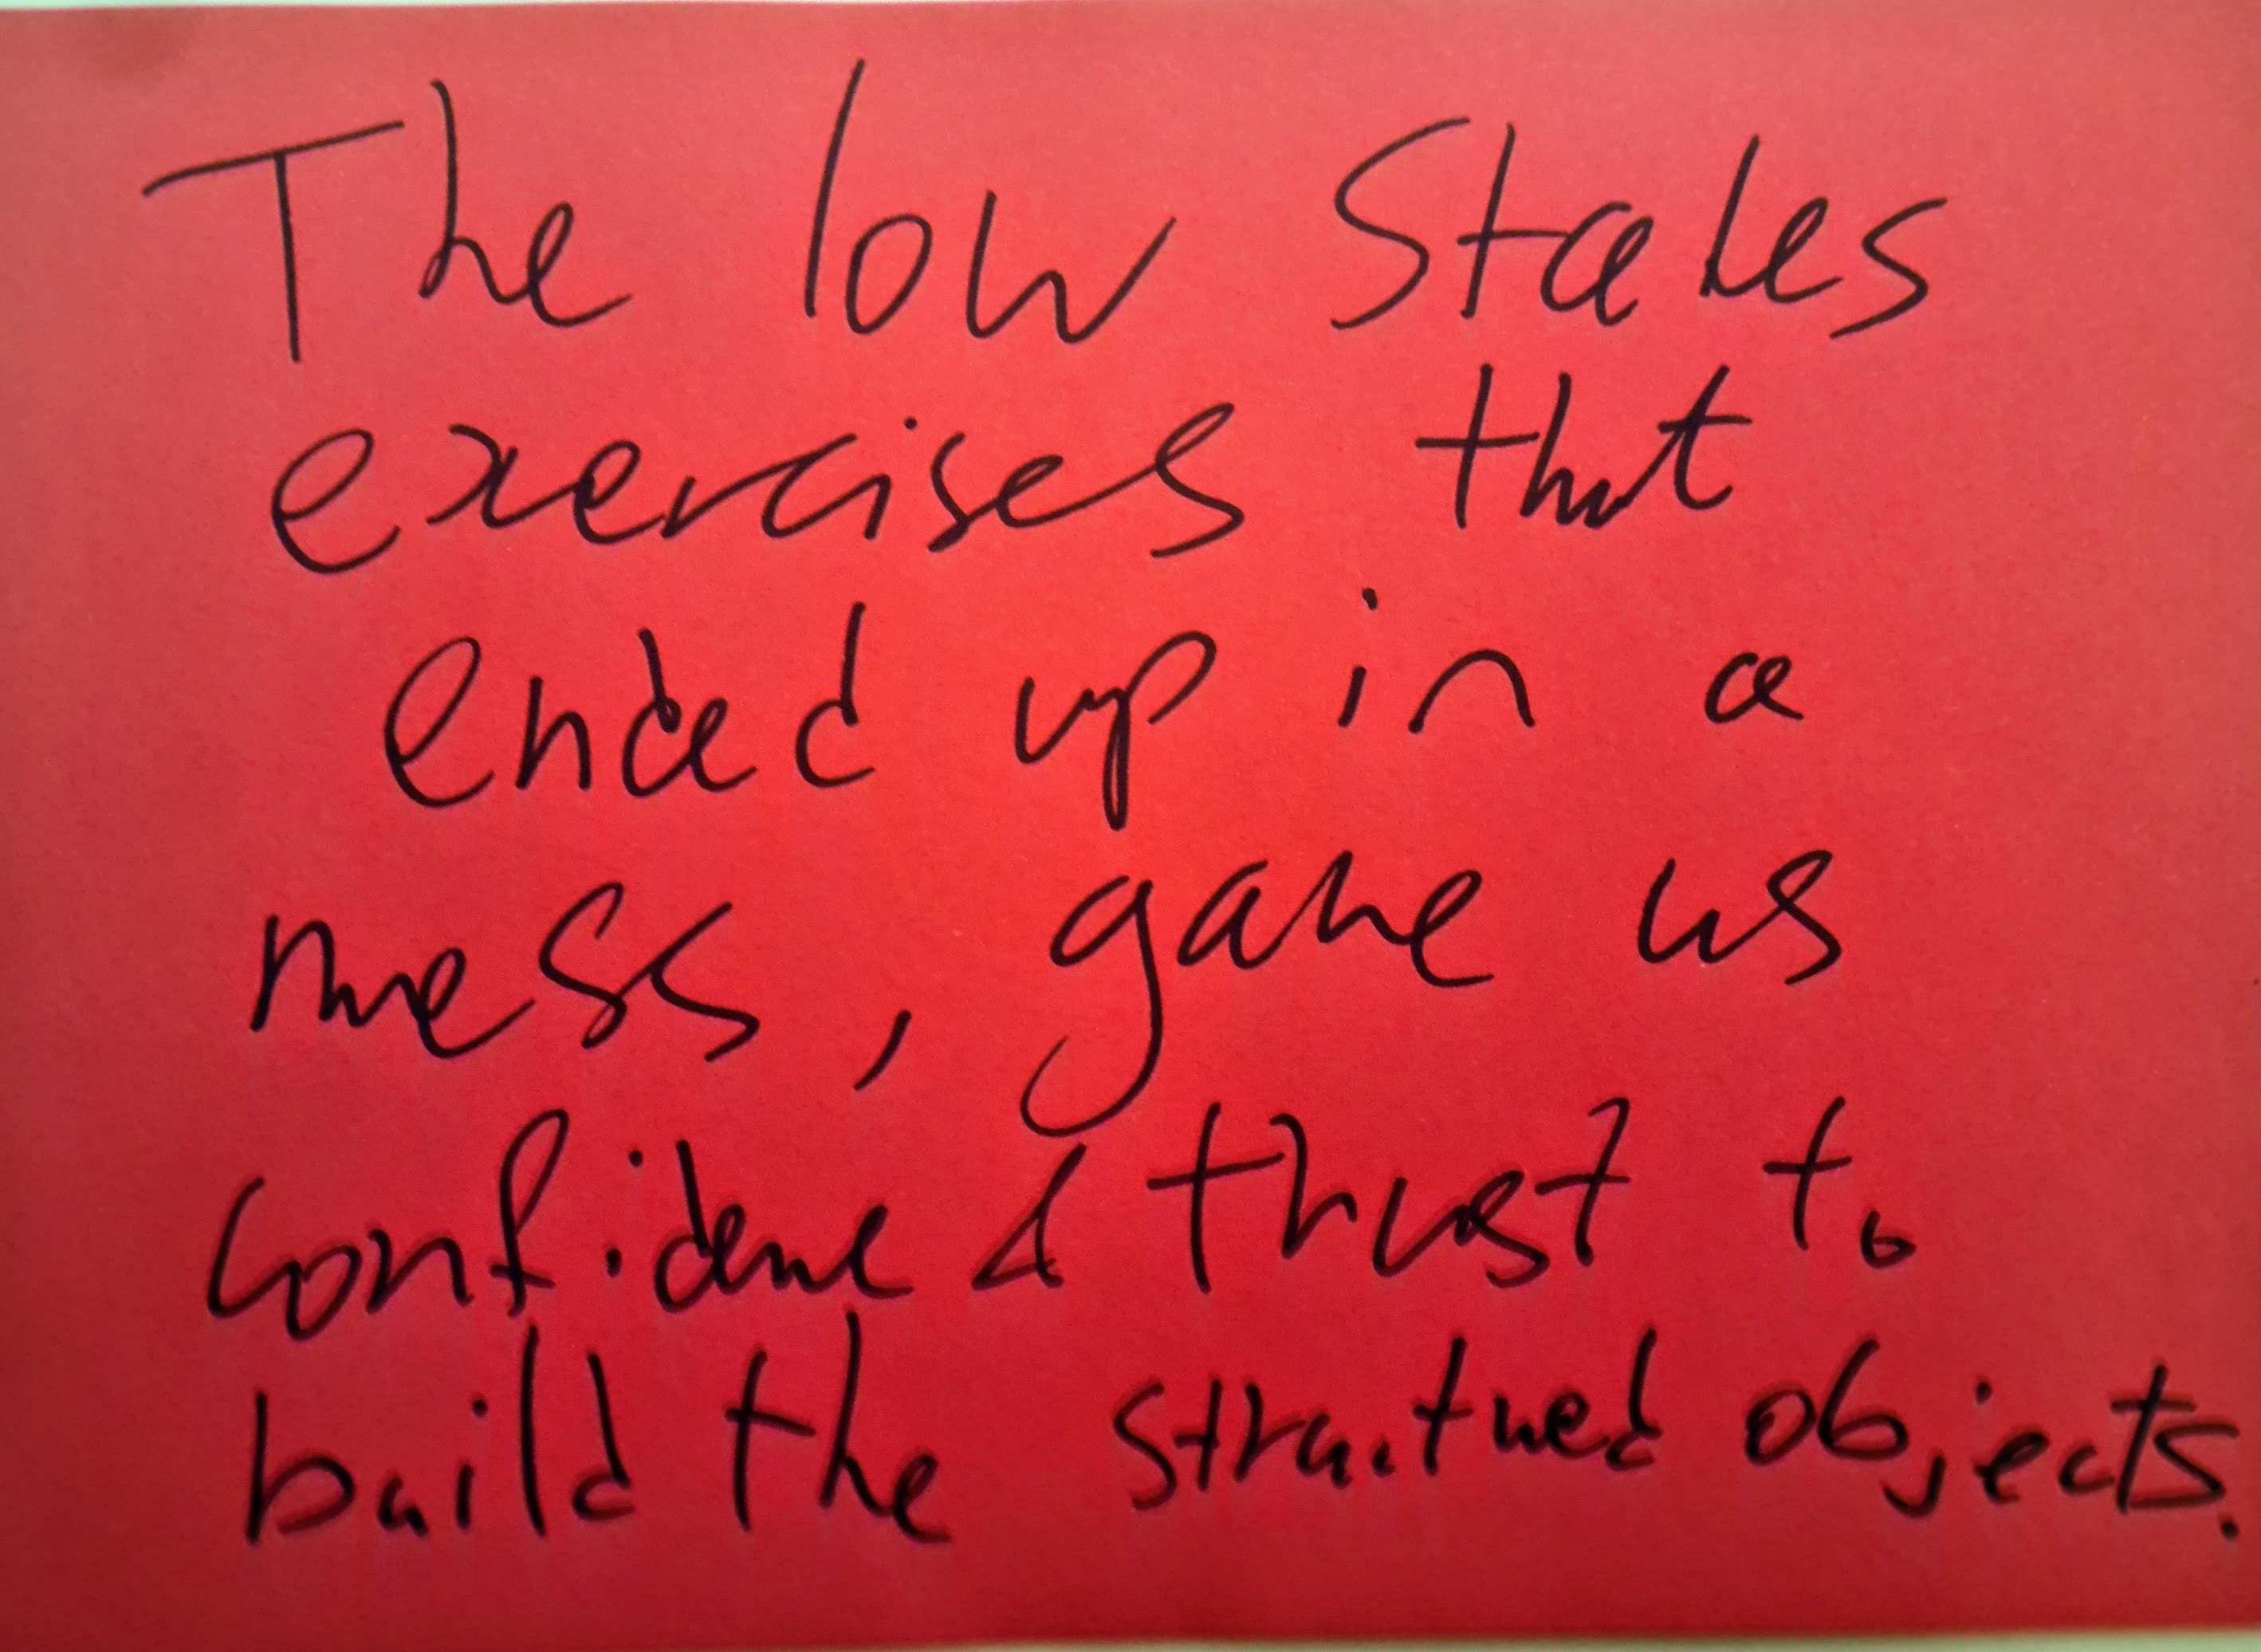 The low stakes
exercises that
ended up in a
mess, gave us
confidence & trust to
build the structured objects.